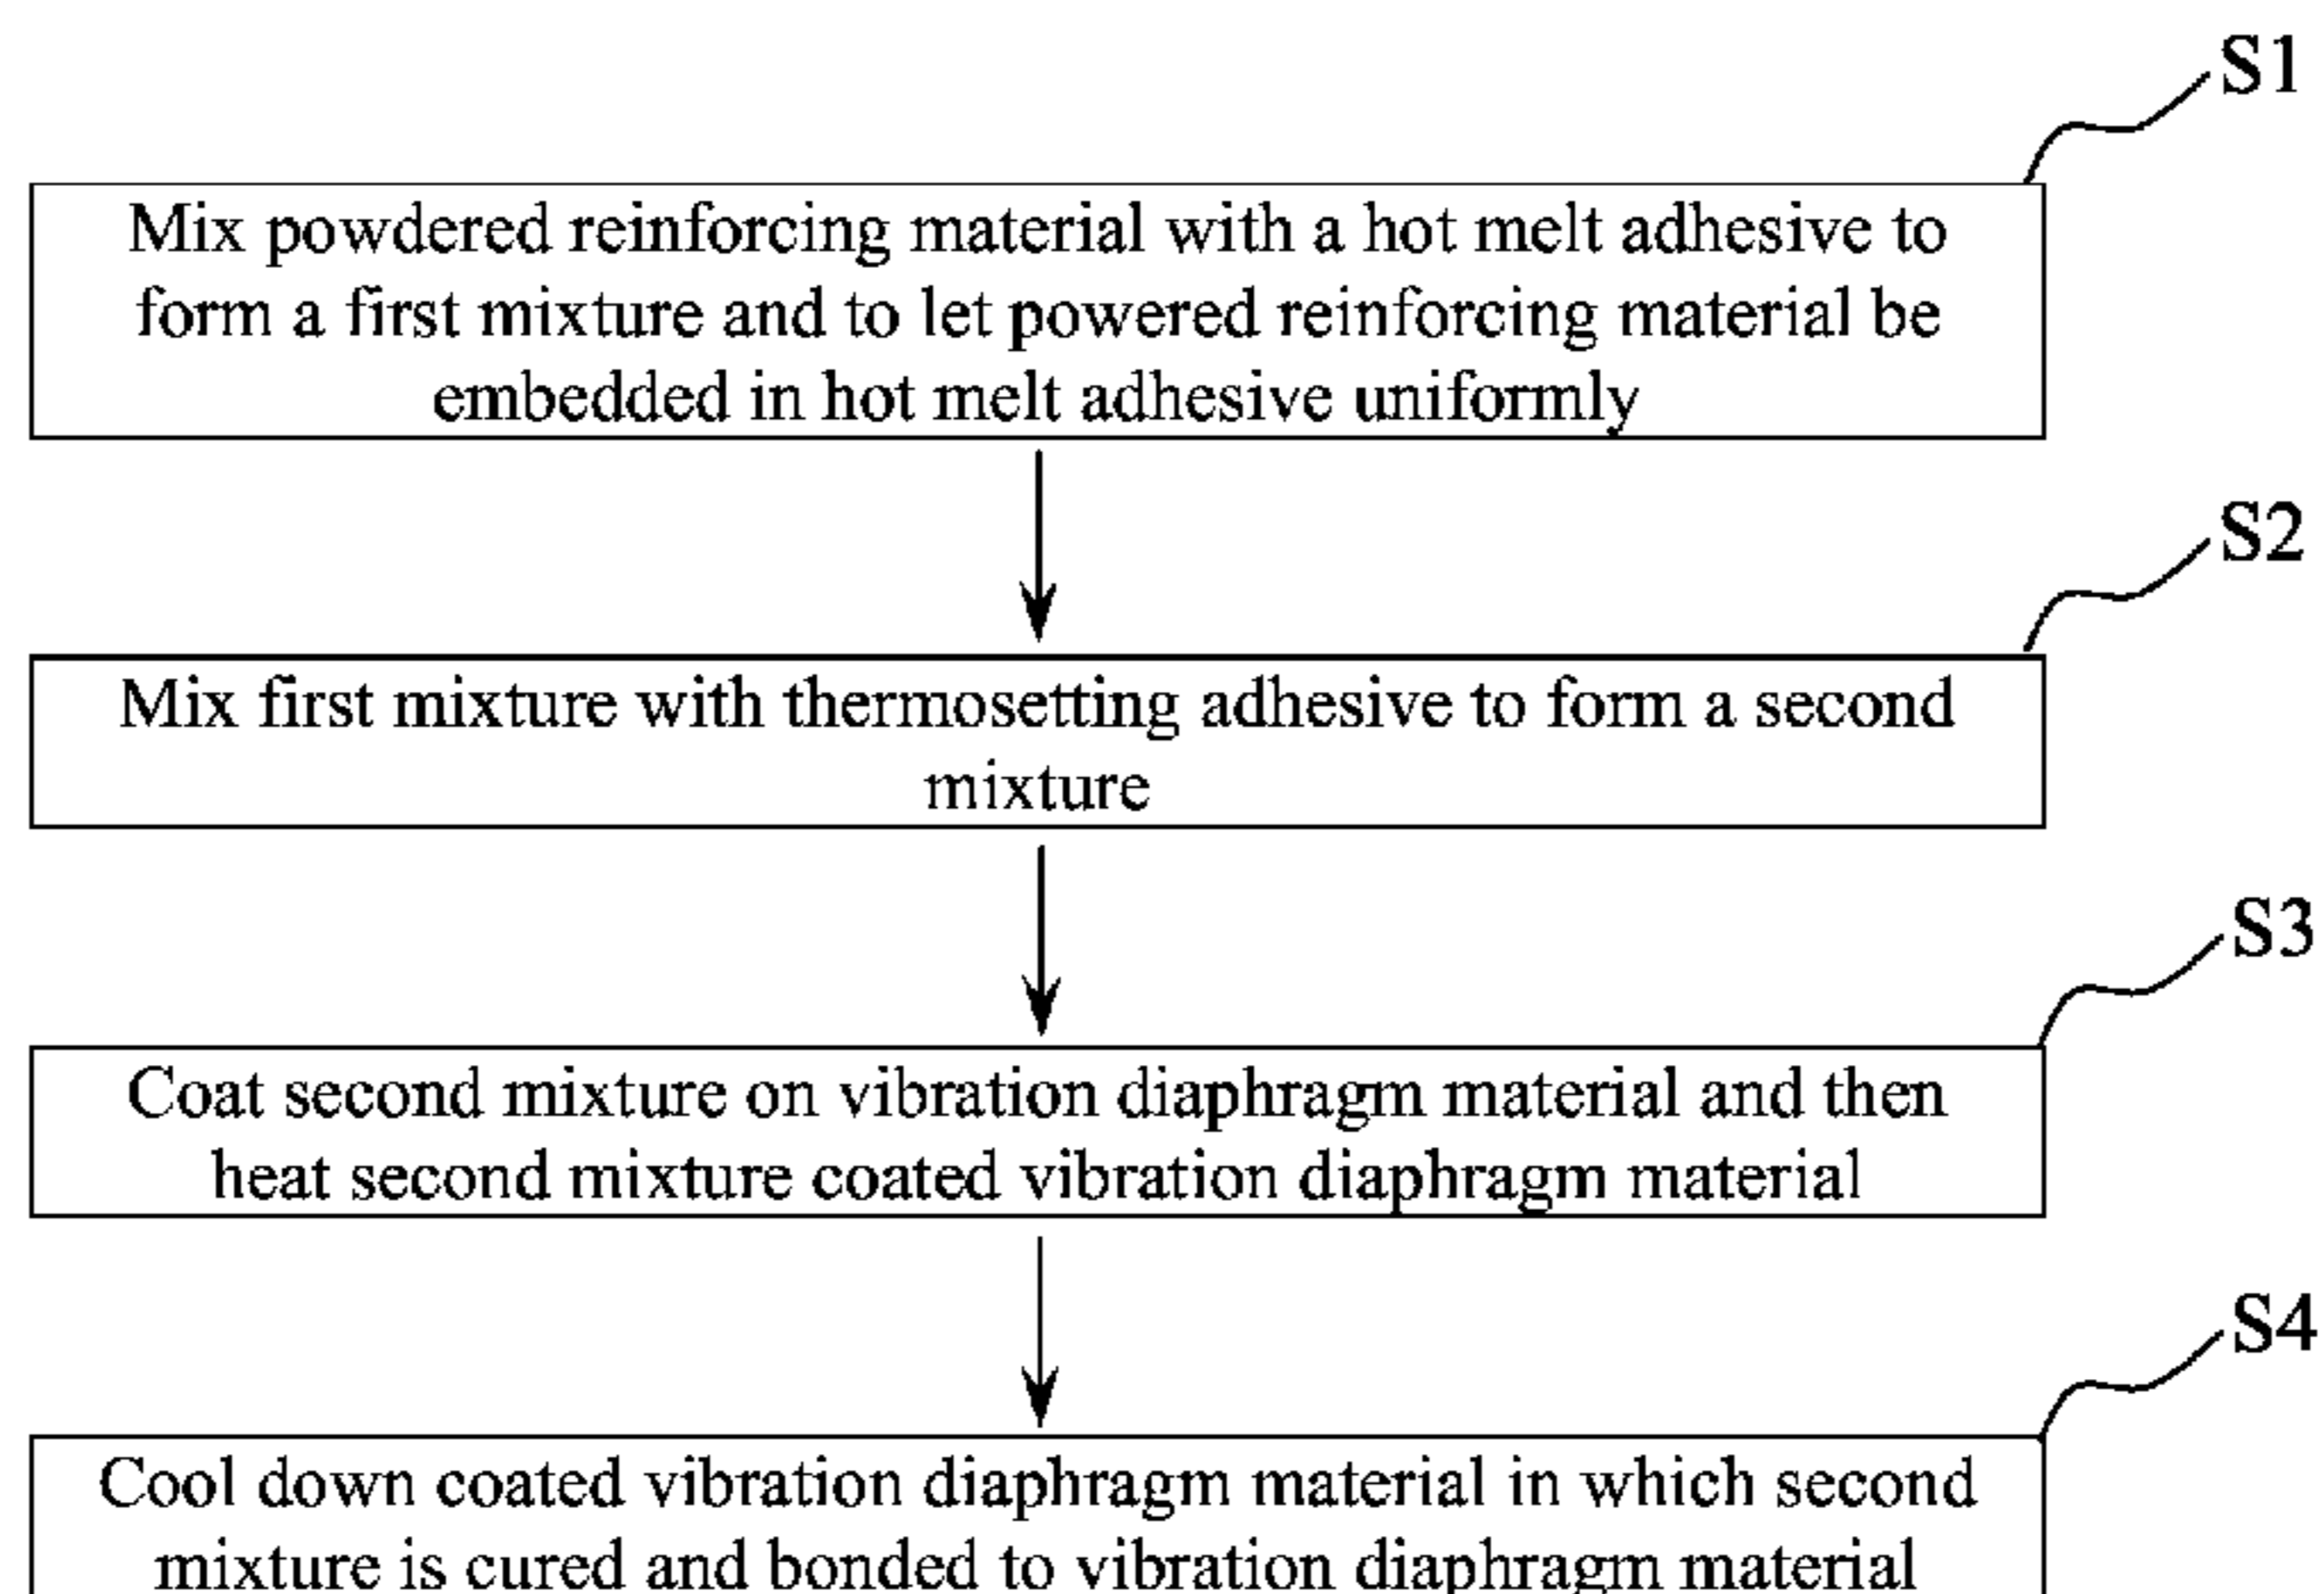 S1
Mix powdered reinforcing material with a hot melt adhesive to
form a first mixture and to let powered reinforcing material be
embedded in hot melt adhesive uniformly
S2
Mix first mixture with thermosetting adhesive to form a second
mixture
S3
Coat second mixture on vibration diaphragm material and then
heat second mixture coated vibration diaphragm material
S4
Cool down coated vibration diaphragm material in which second
mixture is cured and bonded to vibration diaphragm material